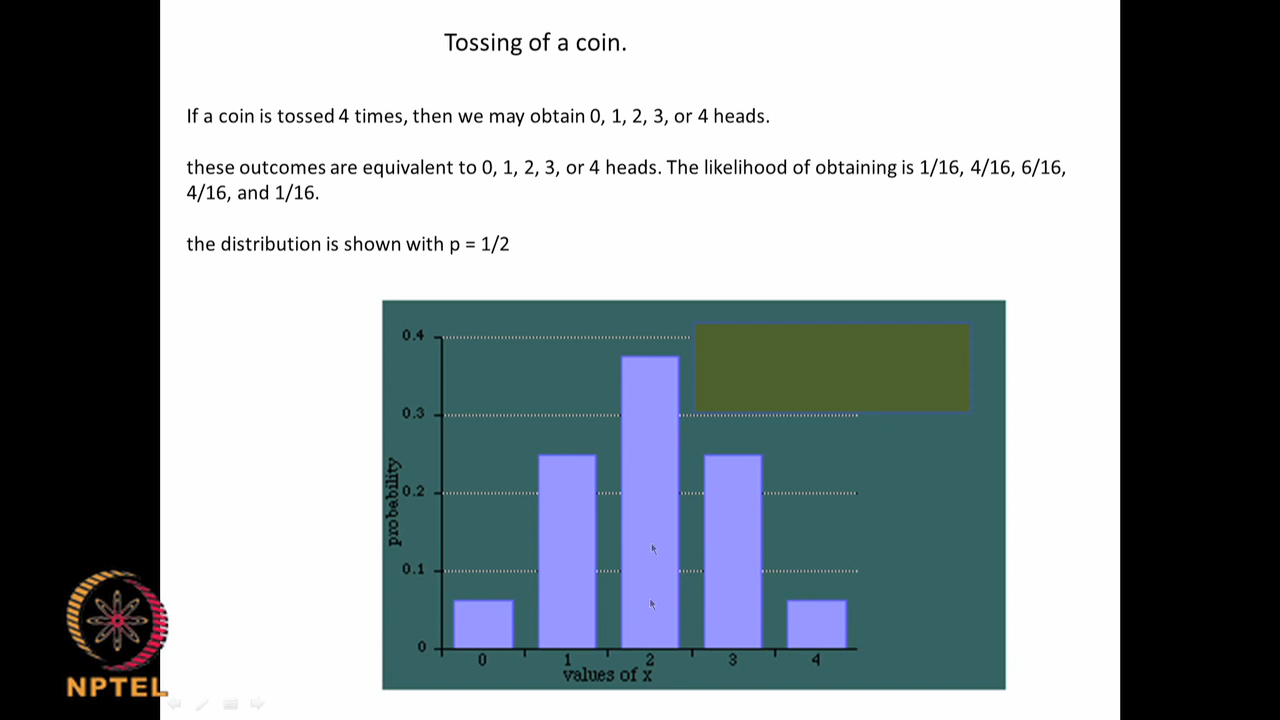 Tossing of a coin.
If a coin is tossed 4 times, then we may obtain 0, 1, 2, 3, or 4 heads.
these outcomes are equivalent to 0, 1, 2, 3, or 4 heads. The likelihood of obtaining is 1/16, 4/16, 6/16,
4/16, and 1/16.
the distribution is shown with p = 1/2
0.4
0.3
0.2
0.1
0
probability
0 1 2 3 4
values of x
NPTEL